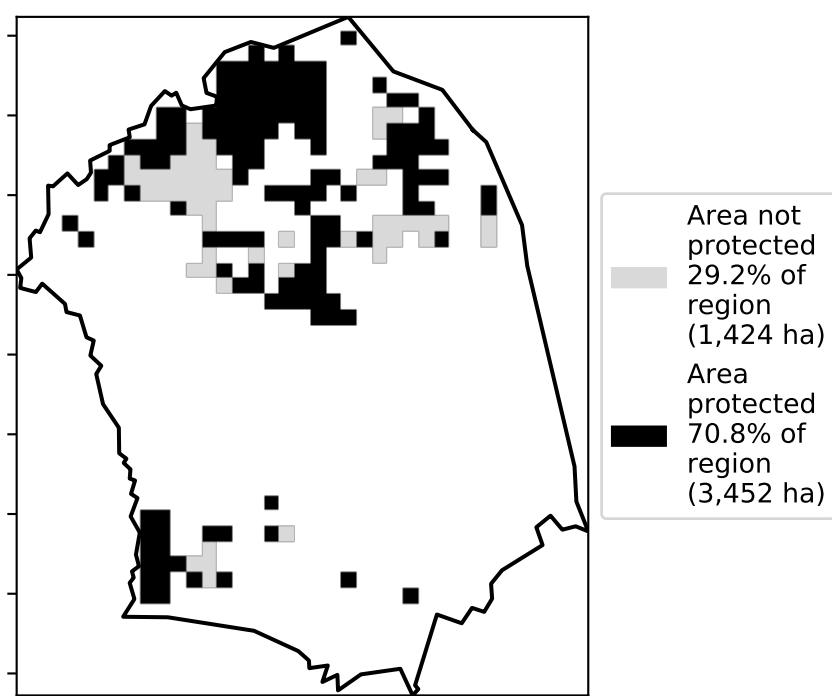 Area not
protected
29.2% of
region
(1,424 ha)
Area
protected
70.8% of
region
(3,452 ha)